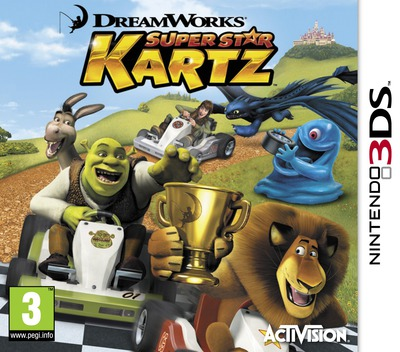 DREAMWORKS
SUPER STAR
KARTZ
NINTENDO 3DS
3
www.pegi.info
ACTIVISION